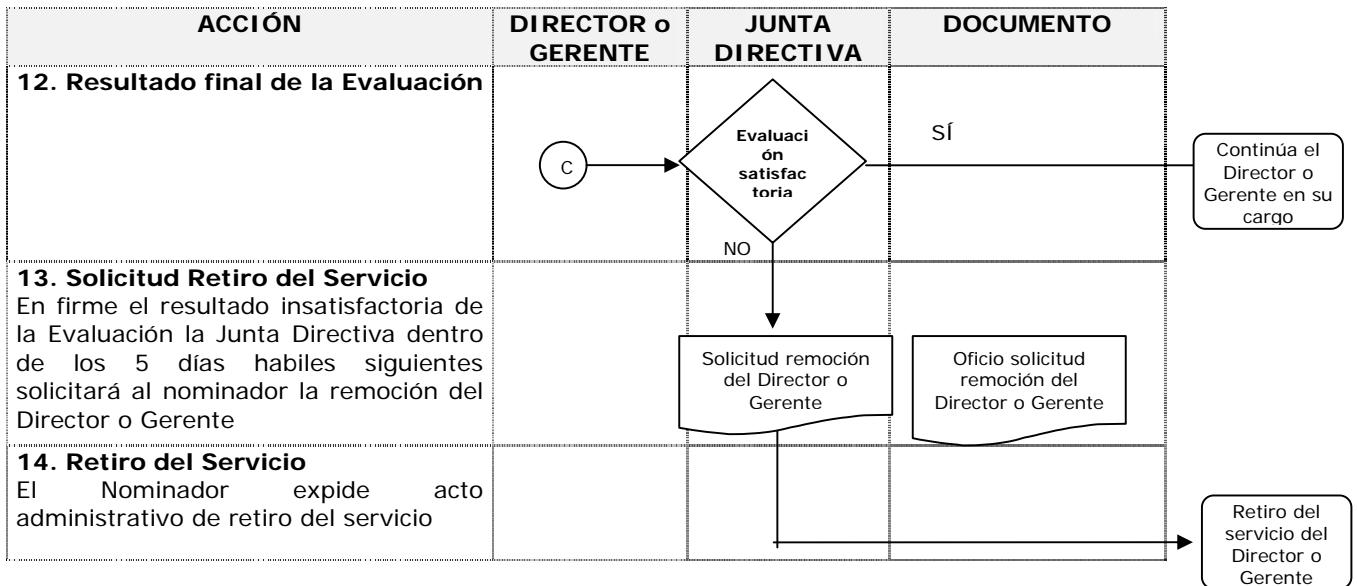 ACCIÓN
DIRECTOR o
GERENTE
JUNTA
DIRECTIVA
DOCUMENTO
12. Resultado final de la Evaluación
C
Evaluaci
ón
satisfac
toria
SÍ
NO
Continúa el
Director o
Gerente en su
cargo
13. Solicitud Retiro del Servicio
En firme el resultado insatisfactoria de
la Evaluación la Junta Directiva dentro
de los 5 días habiles siguientes
solicitará al nominador la remoción del
Director o Gerente
Solicitud remoción
del Director o
Gerente
Oficio solicitud
remoción del
Director o Gerente
14. Retiro del Servicio
El Nominador expide acto
administrativo de retiro del servicio
Retiro del
servicio del
Director o
Gerente